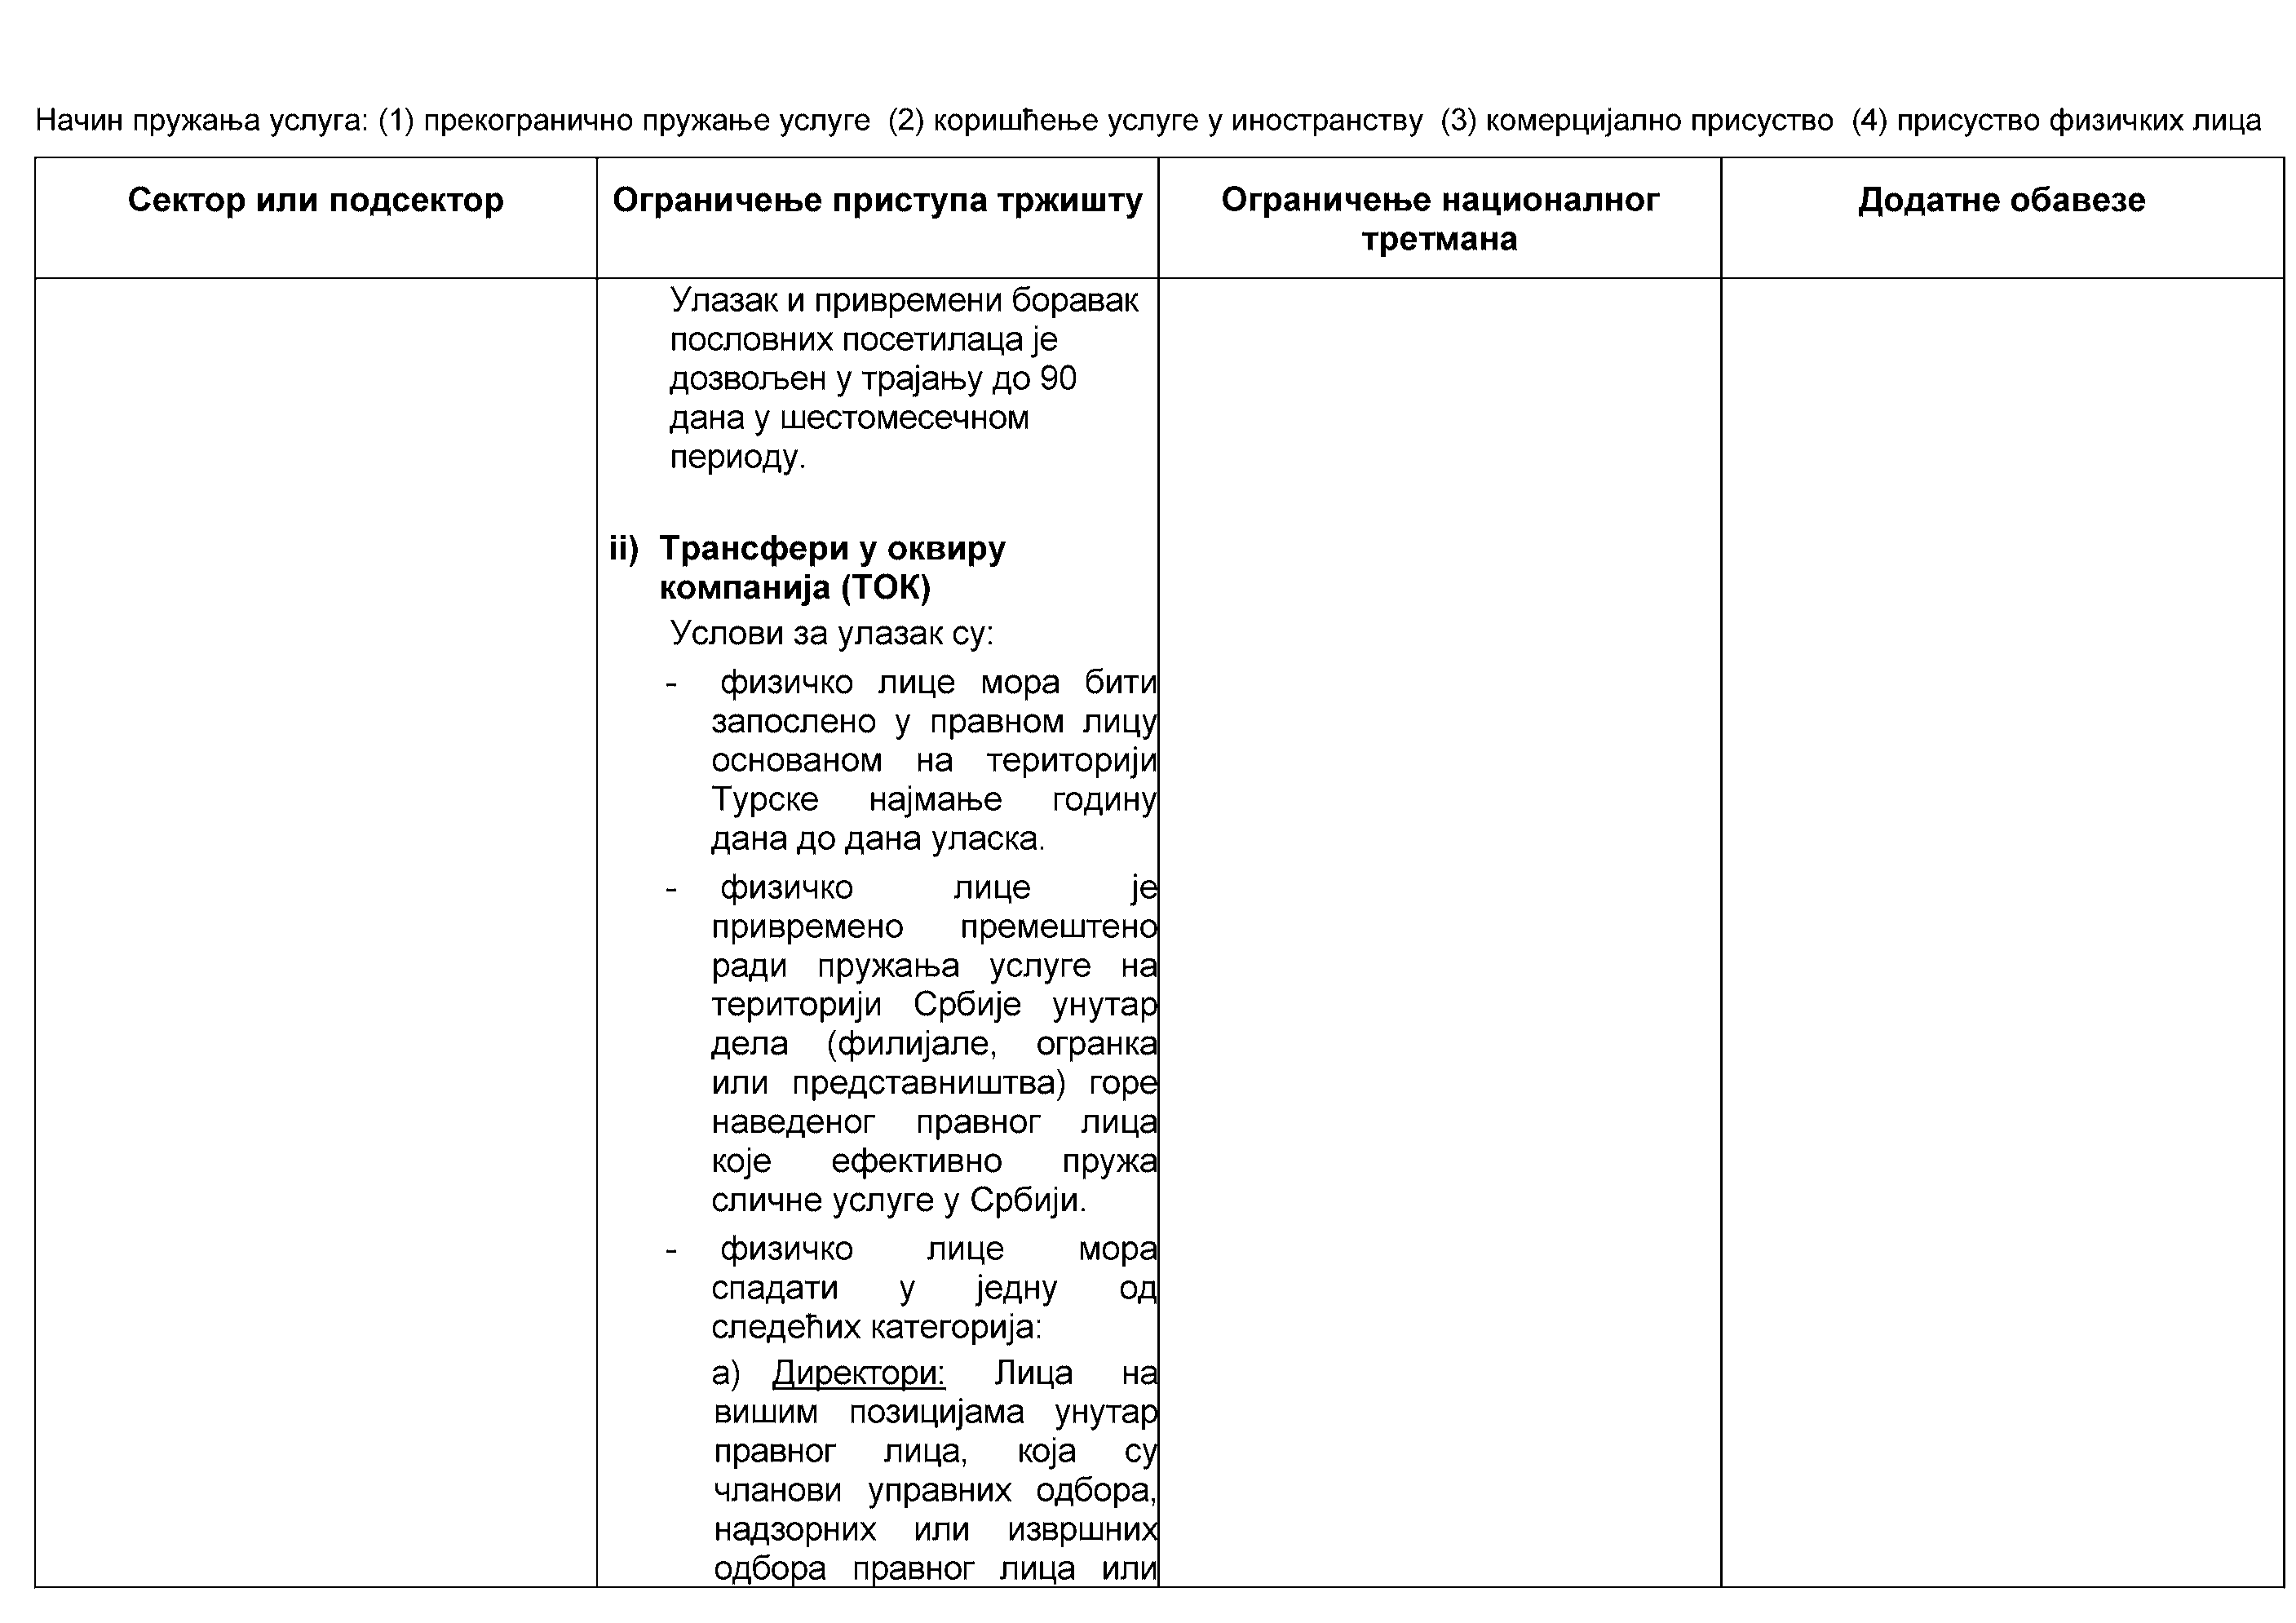 Начин пружања услуга: (1) прекогранично пружање услуге (2) коришћење услуге у иностранству (3) комерцијално присуство (4) присуство физичких лица
Сектор или подсектор
Ограничење приступа тржишту
Ограничење националног
третмана
Додатне обавезе
Улазак и привремени боравак
пословних посетилаца је
дозвољен у трајању до 90
дана у шестомесечном
периоду.
ii) Трансфери у оквиру
компанија (ТОК)
Услови за улазак су:
- физичко лице мора бити
запослено у правном лицу
основаном на територији
Турске најмање годину
дана до дана уласка.
- физичко лице је
привремено премештено
ради пружања услуге на
територији Србије унутар
дела (филијале, огранка
или представништва) горе
наведеног правног лица
које ефективно пружа
сличне услуге у Србији.
- физичко лице мора
спадати у једну од
следећих категорија:
а) Директори: Лица на
вишим позицијама унутар
правног лица, која су
чланови управних одбора,
надзорних или извршних
одбора правног лица или